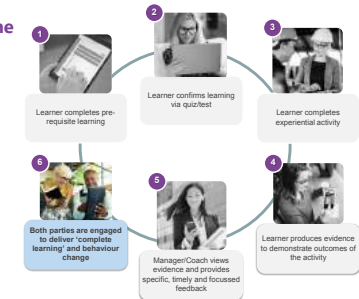 ne
1
Learner completes pre-
requisite learning
2
Learner confirms learning
via quiz/test
3
Learner completes
experiential activity
4
Learner produces evidence
to demonstrate outcomes of
the activity
5
Manager/Coach views
evidence and provides
specific, timely and focussed
feedback
6
Both parties are engaged
to deliver ‘complete
learning’ and behaviour
change